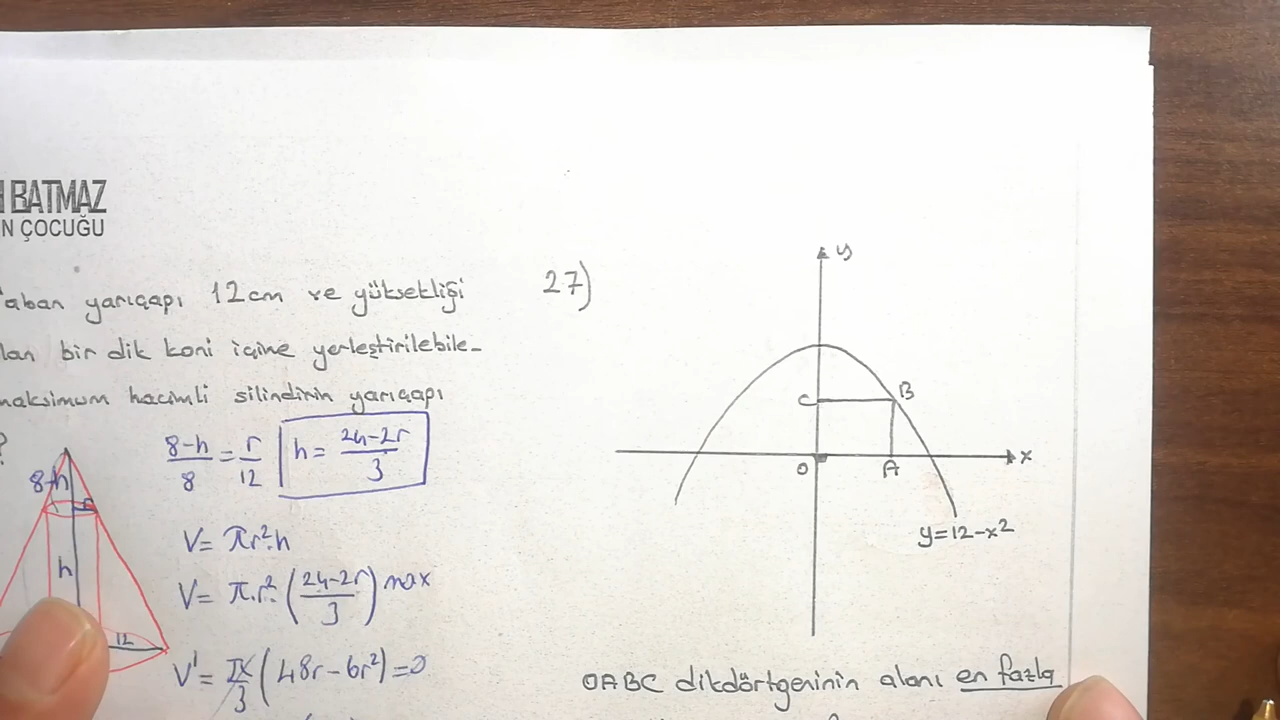 BATMAZ
N ÇOCUĞU
aban yarıçapı 12cm ve yüksekliği
lan bir dik koni içine yerleştirilebile-
maksimum hacimli silindirin yarıçapı
?
8-h/8 = r/12 h = 24-2r/3
8-h
r
h
12
V= πr².h
V= π.r².(24-2r/3) max
V' = π/3 (48r-6r²)=0
27)
y
C B
O A x
y=12-x²
OABC dikdörtgeninin alanı en fazla